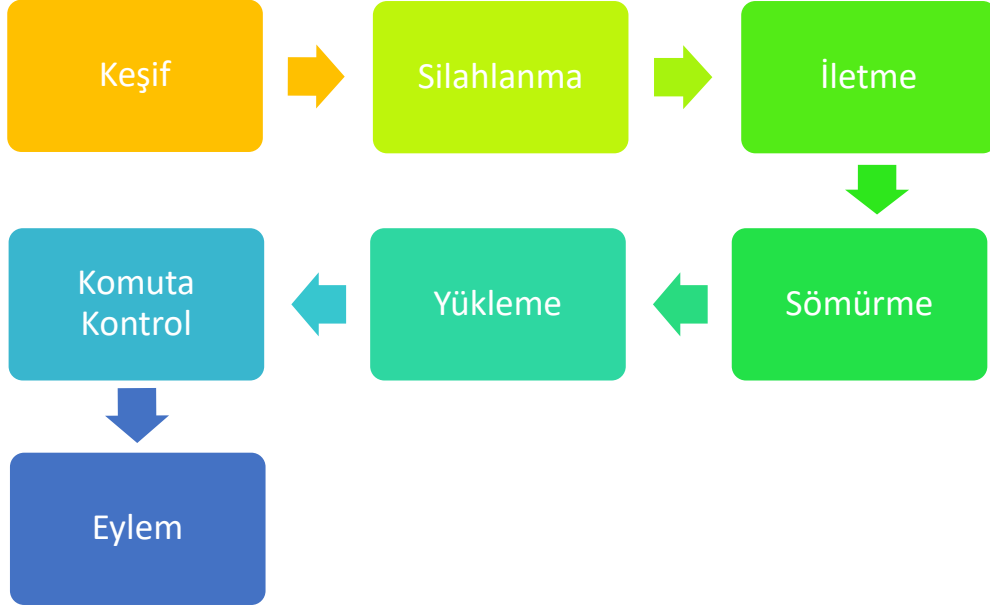 Keşif
Silahlanma
İletme
Sömürme
Yükleme
Komuta
Kontrol
Eylem